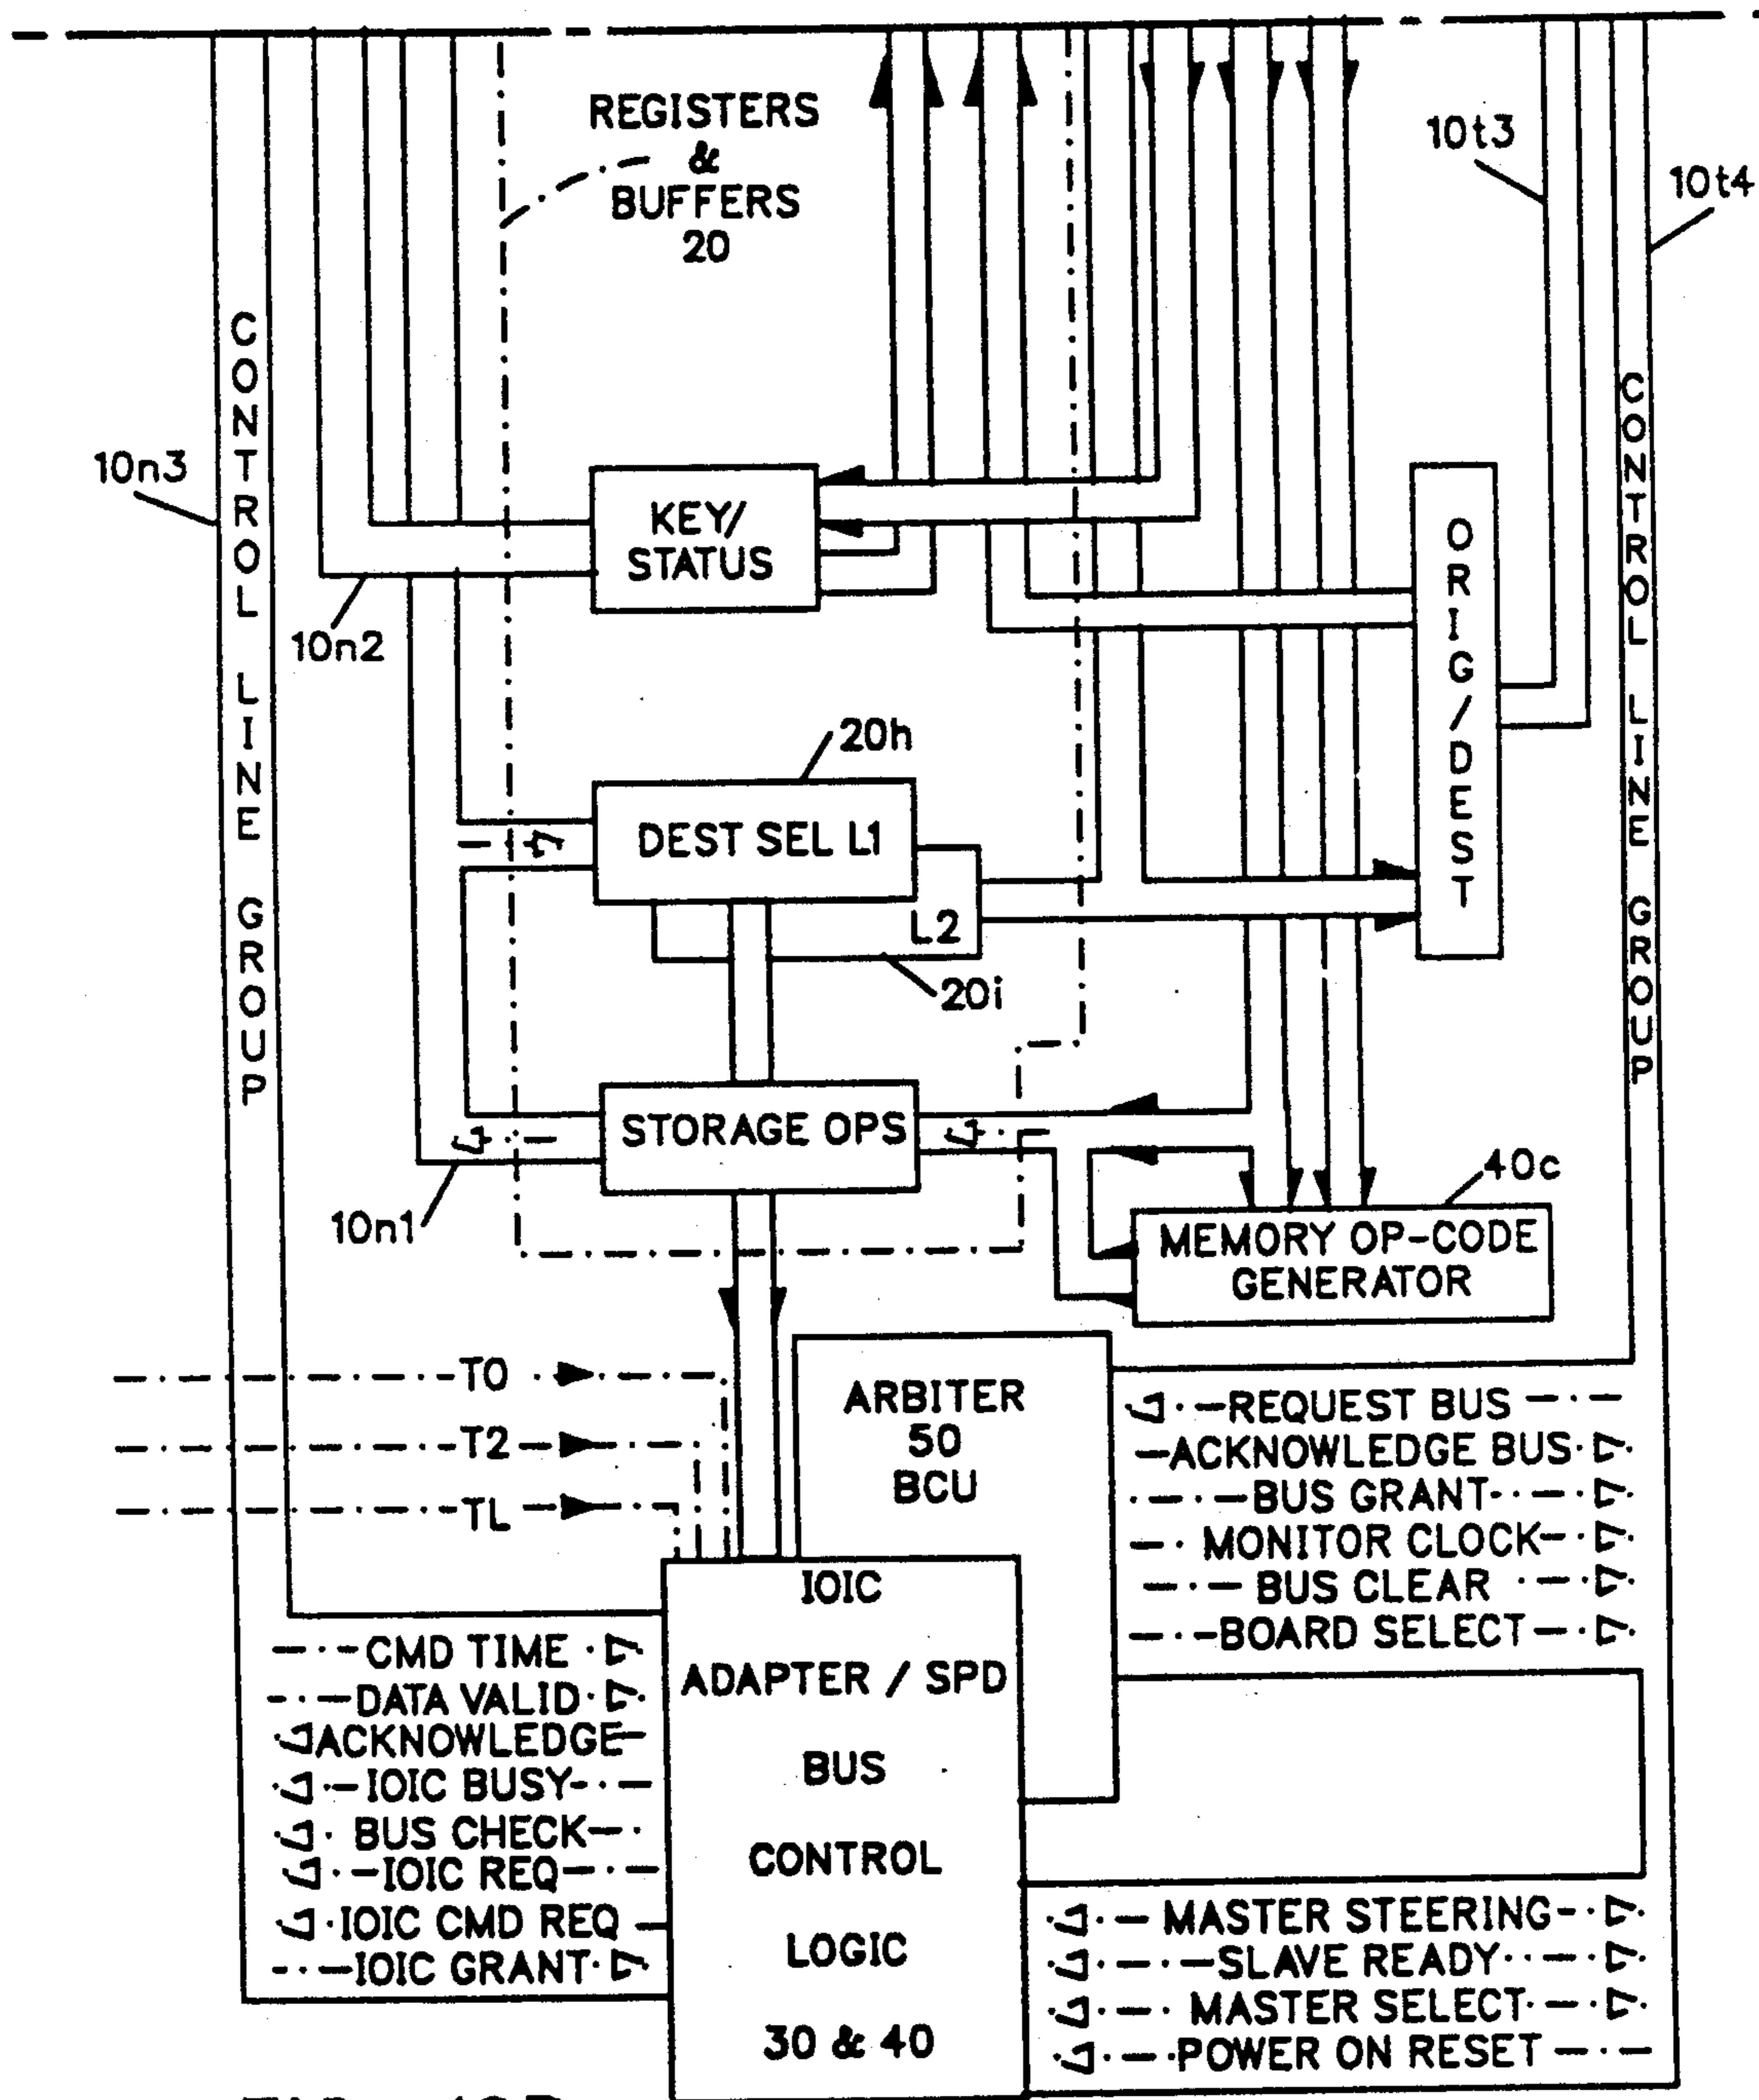 REGISTERS
&
BUFFERS
20
10t3
10t4
CONTROL LINE GROUP
CONTROL LINE GROUP
10n3
KEY/
STATUS
10n2
ORIG/DEST
20h
DEST SEL L1
L2
20i
STORAGE OPS
10n1
40c
MEMORY OP-CODE
GENERATOR
T0
T2
TL
ARBITER
50
BCU
REQUEST BUS
ACKNOWLEDGE BUS
BUS GRANT
MONITOR CLOCK
BUS CLEAR
BOARD SELECT
IOIC
ADAPTER / SPD
BUS
CONTROL
LOGIC
30 & 40
CMD TIME
DATA VALID
ACKNOWLEDGE
IOIC BUSY
BUS CHECK
IOIC REQ
IOIC CMD REQ
IOIC GRANT
MASTER STEERING
SLAVE READY
MASTER SELECT
POWER ON RESET